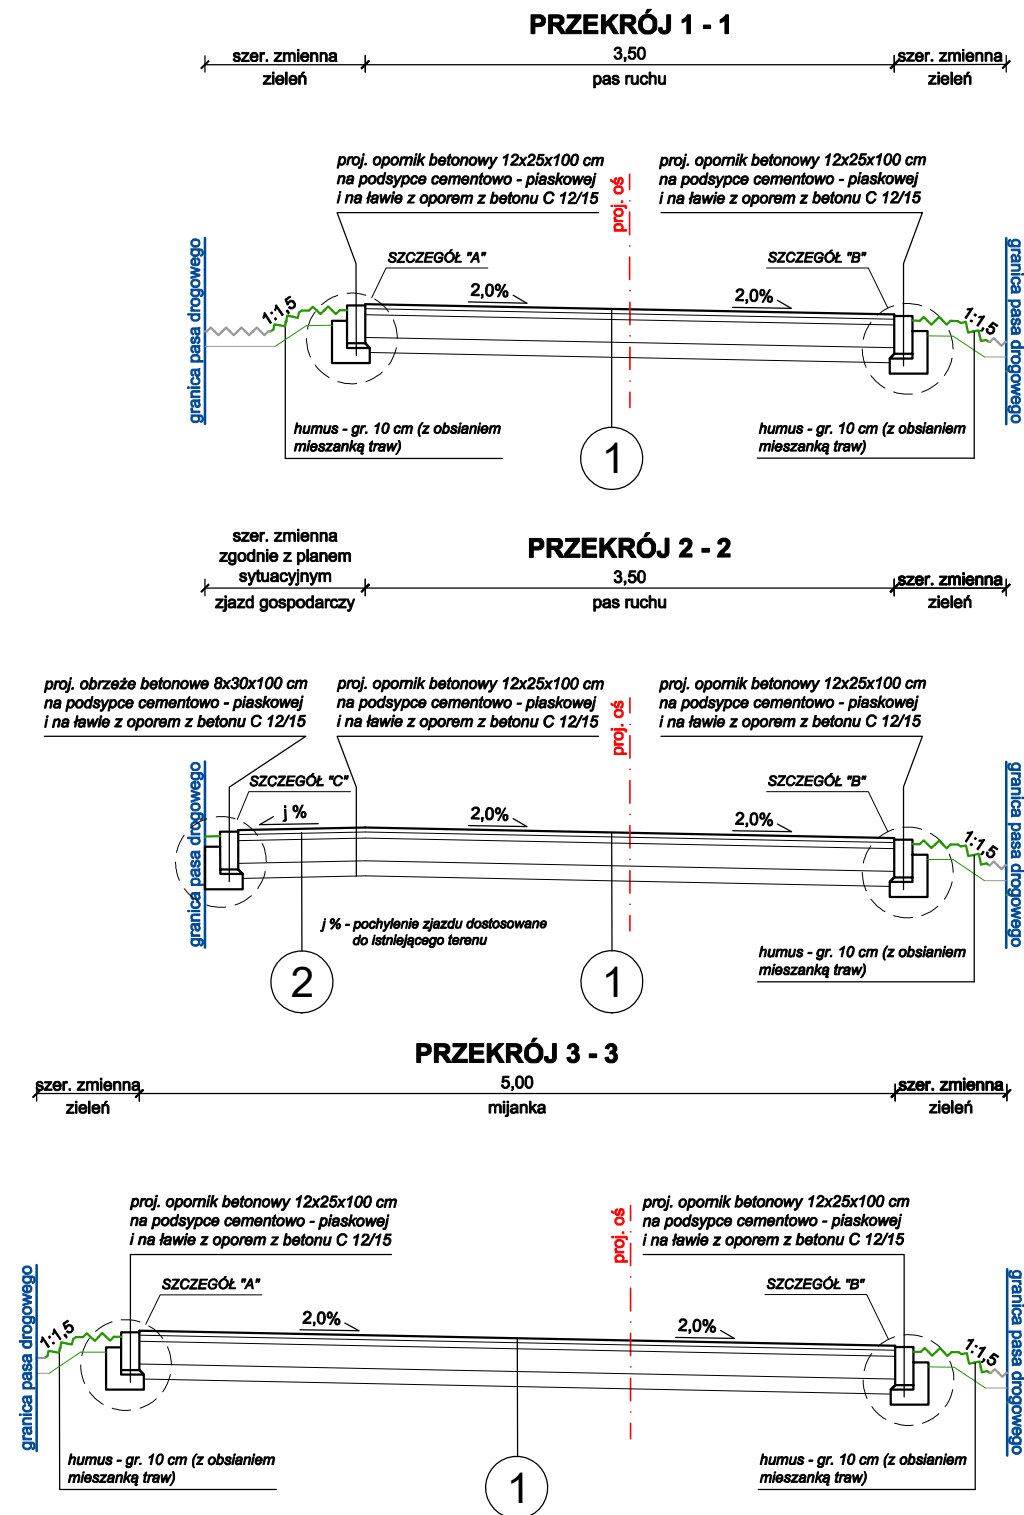 PRZEKRÓJ 1 - 1
szer. zmienna
3,50
szer. zmienna
zieleń
pas ruchu
zieleń
proj. opornik betonowy 12x25x100 cm
na podsypce cementowo - piaskowej
i na ławie z oporem z betonu C 12/15
proj. oś
proj. opornik betonowy 12x25x100 cm
na podsypce cementowo - piaskowej
i na ławie z oporem z betonu C 12/15
granica pasa drogowego
SZCZEGÓŁ "A"
SZCZEGÓŁ "B"
granica pasa drogowego
1:1,5
2,0%
2,0%
1:1,5
humus - gr. 10 cm (z obsianiem
mieszanką traw)
1
humus - gr. 10 cm (z obsianiem
mieszanką traw)
szer. zmienna
zgodnie z planem
sytuacyjnym
zjazd gospodarczy
PRZEKRÓJ 2 - 2
3,50
pas ruchu
szer. zmienna
zieleń
proj. obrzeże betonowe 8x30x100 cm
na podsypce cementowo - piaskowej
i na ławie z oporem z betonu C 12/15
proj. opornik betonowy 12x25x100 cm
na podsypce cementowo - piaskowej
i na ławie z oporem z betonu C 12/15
proj. oś
proj. opornik betonowy 12x25x100 cm
na podsypce cementowo - piaskowej
i na ławie z oporem z betonu C 12/15
granica pasa drogowego
SZCZEGÓŁ "C"
SZCZEGÓŁ "B"
granica pasa drogowego
j %
2,0%
2,0%
1:1,5
j % - pochylenie zjazdu dostosowane
do istniejącego terenu
2
1
humus - gr. 10 cm (z obsianiem
mieszanką traw)
PRZEKRÓJ 3 - 3
szer. zmienna
5,00
szer. zmienna
zieleń
mijanka
zieleń
proj. opornik betonowy 12x25x100 cm
na podsypce cementowo - piaskowej
i na ławie z oporem z betonu C 12/15
proj. oś
proj. opornik betonowy 12x25x100 cm
na podsypce cementowo - piaskowej
i na ławie z oporem z betonu C 12/15
granica pasa drogowego
SZCZEGÓŁ "A"
SZCZEGÓŁ "B"
granica pasa drogowego
1:1,5
2,0%
2,0%
1:1,5
humus - gr. 10 cm (z obsianiem
mieszanką traw)
1
humus - gr. 10 cm (z obsianiem
mieszanką traw)